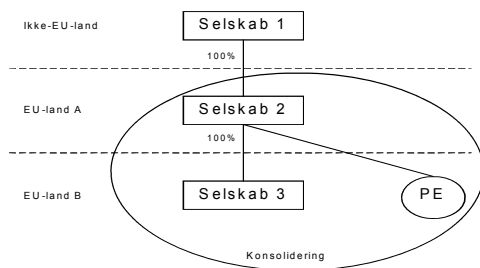 Ikke-EU-land
Selskab 1
100%
EU-land A
Selskab 2
100%
EU-land B
Selskab 3
PE
Konsolidering